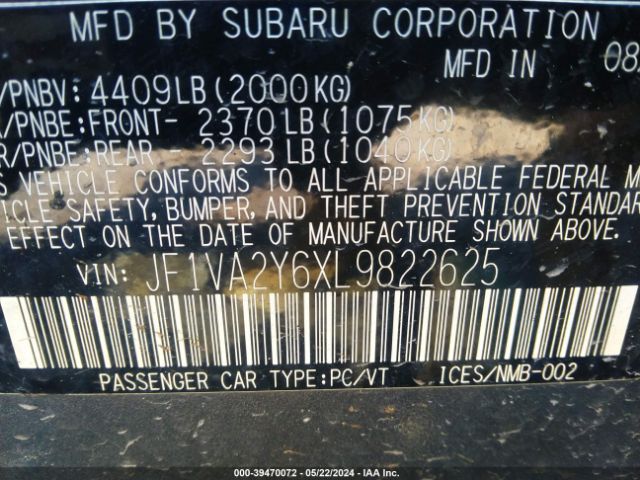 MFD BY SUBARU CORPORATION
MFD IN 08
/PNBV: 4409LB(2000KG)
/PNBE:FRONT- 2370LB(1075KG)
/PNBE:REAR - 2293LB(1040KG)
VEHICLE CONFORMS TO ALL APPLICABLE FEDERAL M
ICLE SAFETY, BUMPER, AND THEFT PREVENTION STANDAR
EFFECT ON THE DATE OF MANUFACTURE SHOWN ABOVE.
VIN: JF1VA2Y6XL9822625
PASSENGER CAR TYPE:PC/VT ICES/NMB-002
000-39470072 - 05/22/2024 - IAA Inc.